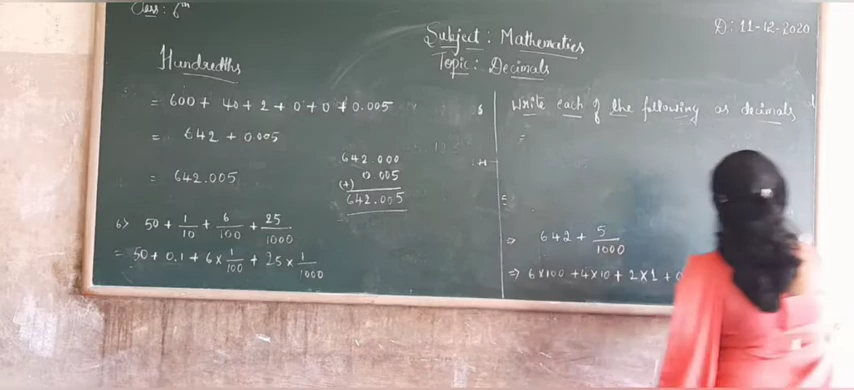 Class : 6th
D : 11-12-2020
Subject : Mathematics
Topic : Decimals
Hundredths
= 600 + 40 + 2 + 0 + 0 + 0.005
= 642 + 0.005
= 642.005
642.000
0.005
(+)
642.005
6> 50 + 1/10 + 6/100 + 25/1000
= 50 + 0.1 + 6 × 1/100 + 25 × 1/1000
Write each of the following as decimals
=
⇒ 642 + 5/1000
⇒ 6×100 + 4×10 + 2×1 + 0